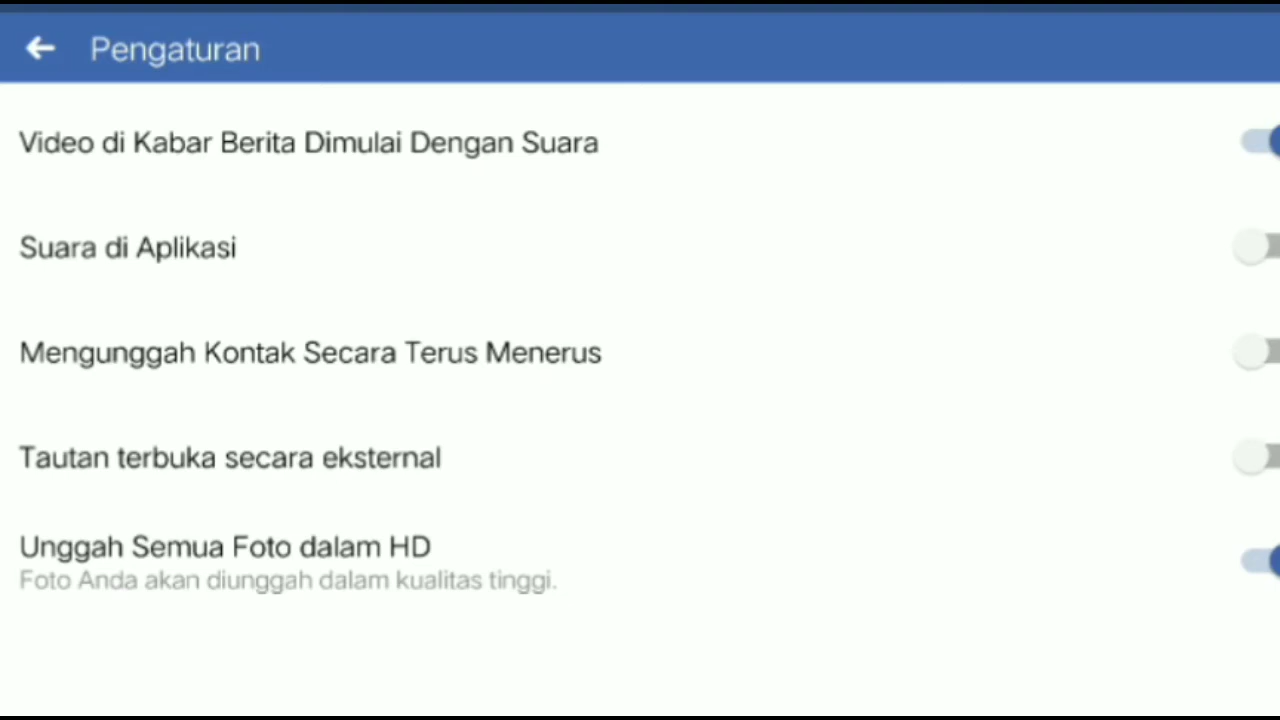 Pengaturan
Video di Kabar Berita Dimulai Dengan Suara
Suara di Aplikasi
Mengunggah Kontak Secara Terus Menerus
Tautan terbuka secara eksternal
Unggah Semua Foto dalam HD
Foto Anda akan diunggah dalam kualitas tinggi.